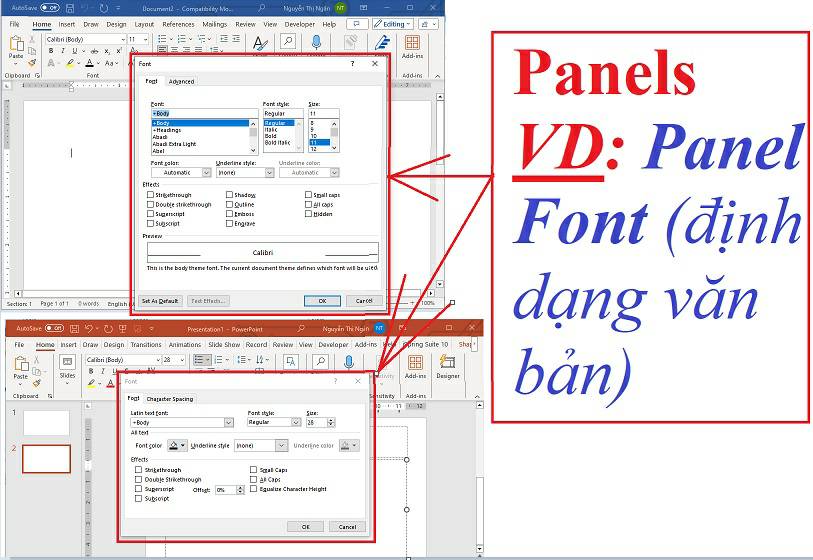 AutoSave Off Document2 - Compatibility Mo... Nguyễn Thị Ngân NT
File Home Insert Draw Design Layout References Mailings Review View Developer Help Editing
Calibri (Body) 11
Paste
B I U ab x₂ x²
Add-ins
Clipboard Font Add-ins
Font ? ×
Font Advanced
Font: Font style: Size:
+Body Regular 11
+Body Regular 8
+Headings Italic 9
Abadi Bold 10
Abadi Extra Light Bold Italic 11
Abel 12
Font color: Underline style: Underline color:
Automatic (None) Automatic
Effects
Strikethrough Shadow Small caps
Double strikethrough Outline All caps
Superscript Emboss Hidden
Subscript Engrave
Preview
Calibri
This is the body theme font. The current document theme defines which font will be used.
Set As Default Text Effects... OK Cancel
Section: 1 Page 1 of 1 0 words English 100%
AutoSave Off Presentation1 - PowerPoint Nguyễn Thị Ngân NT
File Home Insert Draw Design Transitions Animations Slide Show Record Review View Developer Add-ins Help iSpring Suite 10 Shap
Calibri (Body) 28
Paste Slides
B I U S
Add-ins Designer
Clipboard Sensitivity Add-ins
Font ? ×
Font Character Spacing
Latin text font: Font style: Size:
+Body Regular 28
All text
Font color Underline style (None) Underline color
Effects
Strikethrough Small Caps
Double Strikethrough All Caps
Superscript Offset: 0% Equalize Character Height
Subscript
OK Cancel
1
2
Panels
VD: Panel
Font (định
dạng văn
bản)